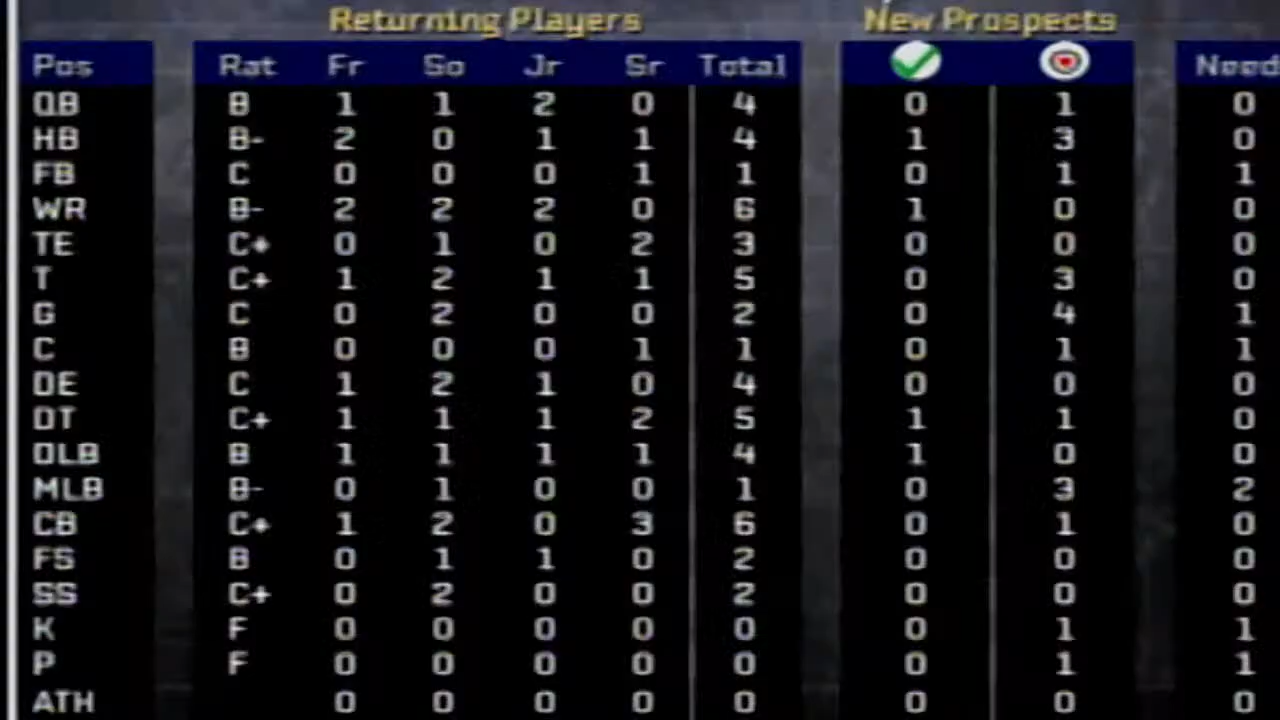 Returning Players New Prospects
Pos Rat Fr So Jr Sr Total Need
QB B 1 1 2 0 4 0 1 0
HB B- 2 0 1 1 4 1 3 0
FB C 0 0 0 1 1 0 1 1
WR B- 2 2 2 0 6 1 0 0
TE C+ 0 1 0 2 3 0 0 0
T C+ 1 2 1 1 5 0 3 0
G C 0 2 0 0 2 0 4 1
C B 0 0 0 1 1 0 1 1
DE C 1 2 1 0 4 0 0 0
DT C+ 1 1 1 2 5 1 1 0
OLB B 1 1 1 1 4 1 0 0
MLB B- 0 1 0 0 1 0 3 2
CB C+ 1 2 0 3 6 0 1 0
FS B 0 1 1 0 2 0 0 0
SS C+ 0 2 0 0 2 0 0 0
K F 0 0 0 0 0 0 1 1
P F 0 0 0 0 0 0 1 1
ATH 0 0 0 0 0 0 0 0